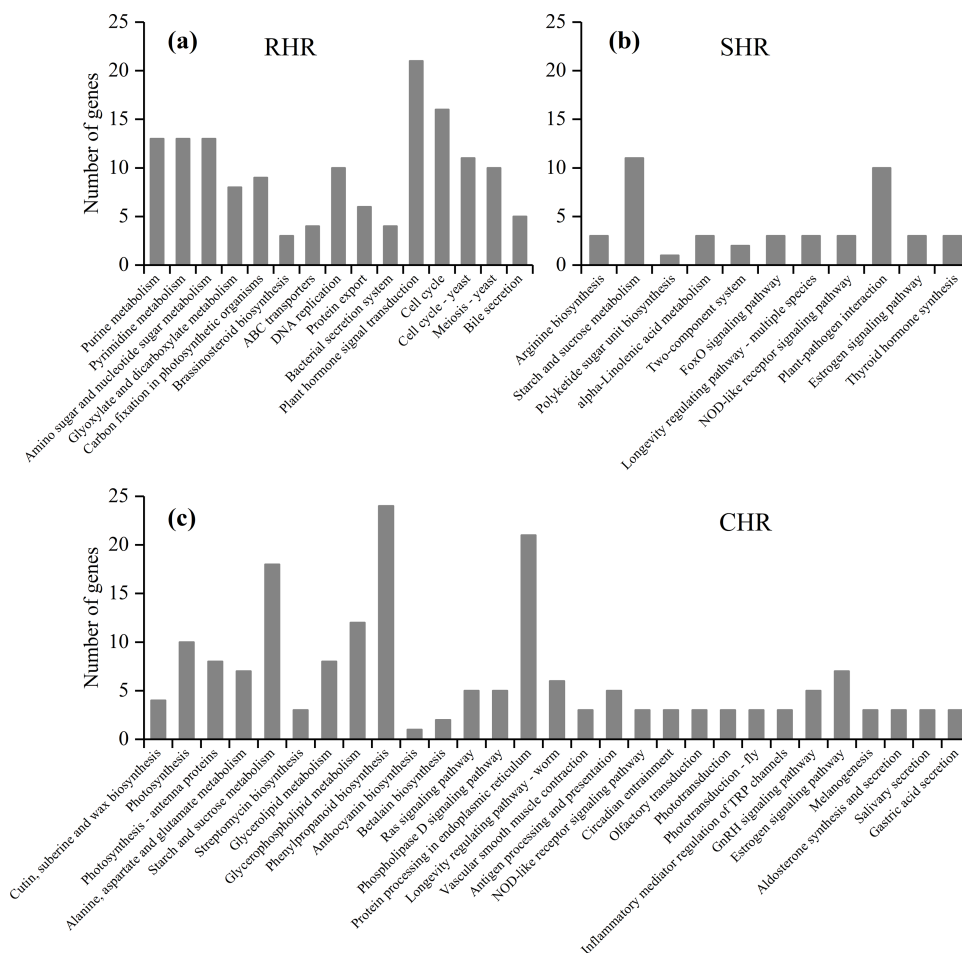 (a)
RHR
Number of genes
25
20
15
10
5
0
Purine metabolism
Pyrimidine metabolism
Amino sugar and nucleotide sugar metabolism
Glyoxylate and dicarboxylate metabolism
Carbon fixation in photosynthetic organisms
Brassinosteroid biosynthesis
ABC transporters
DNA replication
Protein export
Bacterial secretion system
Plant hormone signal transduction
Cell cycle
Cell cycle - yeast
Meiosis - yeast
Bile secretion
(b)
SHR
25
20
15
10
5
0
Arginine biosynthesis
Starch and sucrose metabolism
Polyketide sugar unit biosynthesis
alpha-Linolenic acid metabolism
Two-component system
FoxO signaling pathway
Longevity regulating pathway - multiple species
NOD-like receptor signaling pathway
Plant-pathogen interaction
Estrogen signaling pathway
Thyroid hormone synthesis
(c)
CHR
Number of genes
25
20
15
10
5
0
Cutin, suberine and wax biosynthesis
Photosynthesis
Photosynthesis - antenna proteins
Alanine, aspartate and glutamate metabolism
Starch and sucrose metabolism
Streptomycin biosynthesis
Glycerolipid metabolism
Glycerophospholipid metabolism
Phenylpropanoid biosynthesis
Anthocyanin biosynthesis
Betalain biosynthesis
Ras signaling pathway
Phospholipase D signaling pathway
Protein processing in endoplasmic reticulum
Longevity regulating pathway - worm
Vascular smooth muscle contraction
Antigen processing and presentation
NOD-like receptor signaling pathway
Circadian entrainment
Olfactory transduction
Phototransduction
Phototransduction - fly
Inflammatory mediator regulation of TRP channels
GnRH signaling pathway
Estrogen signaling pathway
Melanogenesis
Aldosterone synthesis and secretion
Salivary secretion
Gastric acid secretion